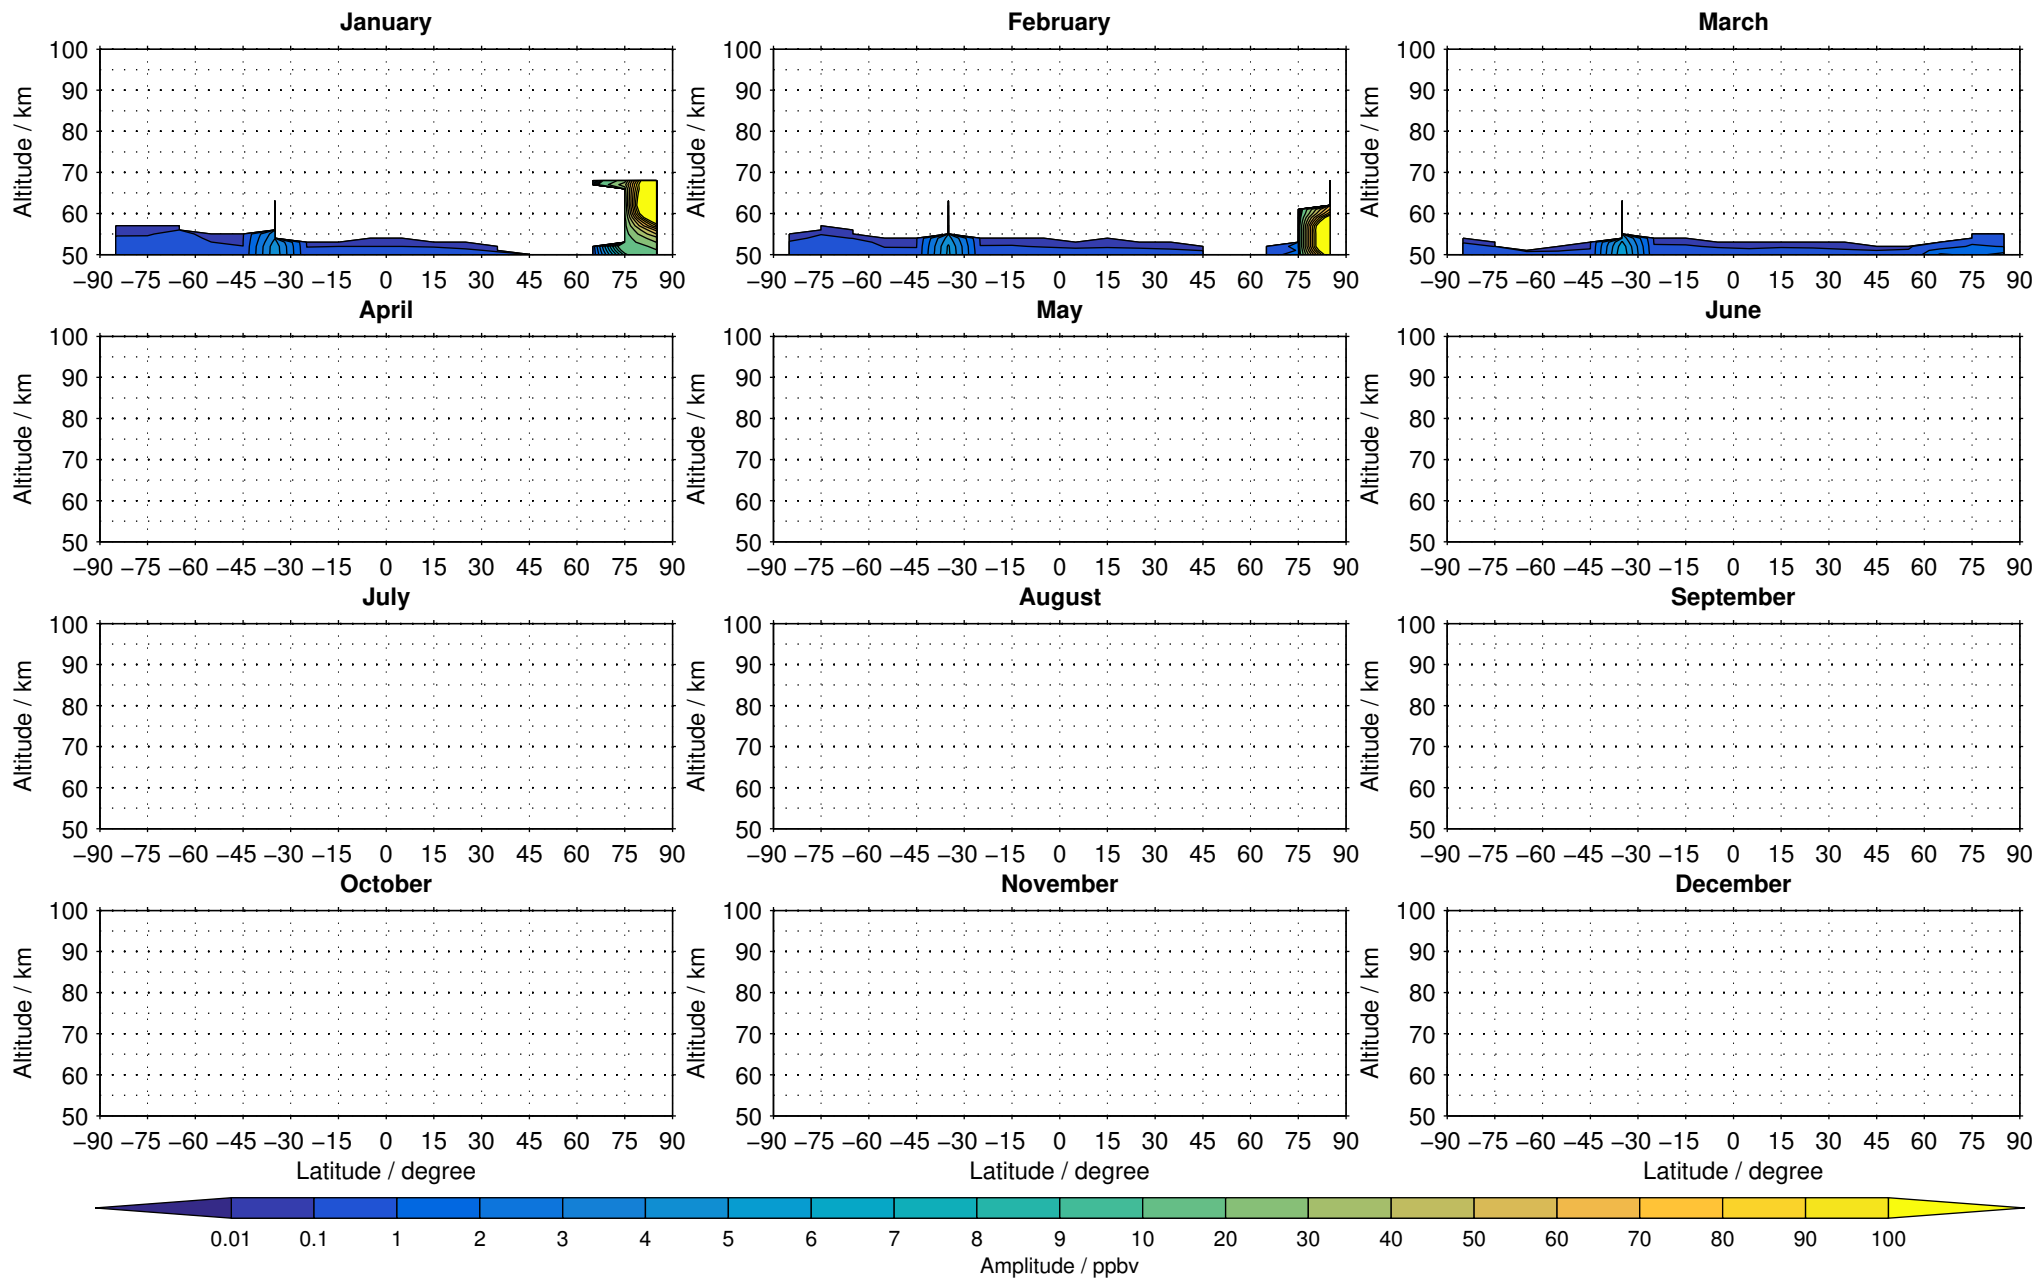 January February March
100 100 100
90 90 90
80 80 80
70 70 70
60 60 60
50 50 50
Altitude / km Altitude / km Altitude / km
−90 −75 −60 −45 −30 −15 0 15 30 45 60 75 90 −90 −75 −60 −45 −30 −15 0 15 30 45 60 75 90 −90 −75 −60 −45 −30 −15 0 15 30 45 60 75 90
April May June
100 100 100
90 90 90
80 80 80
70 70 70
60 60 60
50 50 50
Altitude / km Altitude / km Altitude / km
−90 −75 −60 −45 −30 −15 0 15 30 45 60 75 90 −90 −75 −60 −45 −30 −15 0 15 30 45 60 75 90 −90 −75 −60 −45 −30 −15 0 15 30 45 60 75 90
July August September
100 100 100
90 90 90
80 80 80
70 70 70
60 60 60
50 50 50
Altitude / km Altitude / km Altitude / km
−90 −75 −60 −45 −30 −15 0 15 30 45 60 75 90 −90 −75 −60 −45 −30 −15 0 15 30 45 60 75 90 −90 −75 −60 −45 −30 −15 0 15 30 45 60 75 90
October November December
100 100 100
90 90 90
80 80 80
70 70 70
60 60 60
50 50 50
Altitude / km Altitude / km Altitude / km
−90 −75 −60 −45 −30 −15 0 15 30 45 60 75 90 −90 −75 −60 −45 −30 −15 0 15 30 45 60 75 90 −90 −75 −60 −45 −30 −15 0 15 30 45 60 75 90
Latitude / degree Latitude / degree Latitude / degree
0.01 0.1 1 2 3 4 5 6 7 8 9 10 20 30 40 50 60 70 80 90 100
Amplitude / ppbv